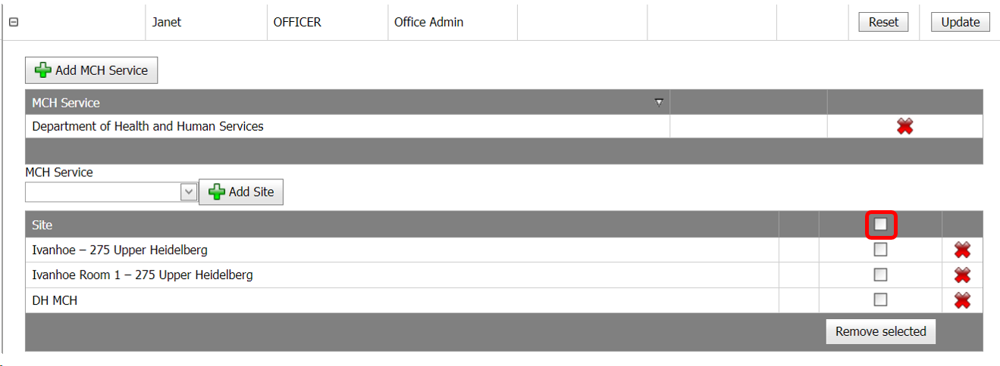 Janet OFFICER Office Admin Reset Update
Add MCH Service
MCH Service
Department of Health and Human Services
MCH Service
Add Site
Site
Ivanhoe – 275 Upper Heidelberg
Ivanhoe Room 1 – 275 Upper Heidelberg
DH MCH
Remove selected